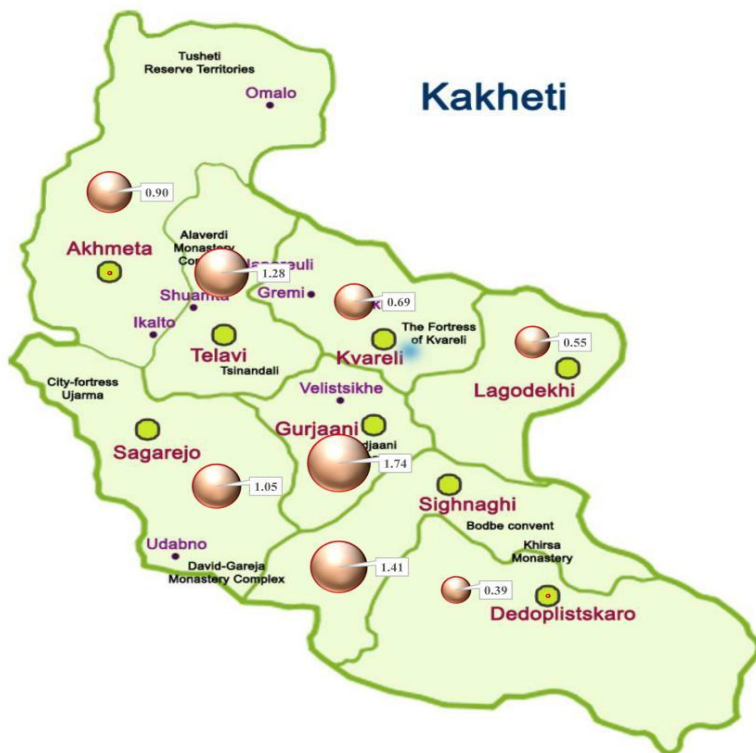 Tusheti
Reserve Territories
Kakheti
Omalo
0.90
Alaverdi
Monastery
Akhmeta
1.28
Shuamta
Gremi
0.69
Ikalto
The Fortress
of Kvareli
0.55
Telavi
Kvareli
Tsinandali
City-fortress
Ujarma
Velistsikhe
Lagodekhi
Gurjaani
Sagarejo
1.74
1.05
Sighnaghi
Bodbe convent
Udabno
Khirsa
Monastery
David-Gareja
Monastery Complex
1.41
0.39
Dedoplistskaro